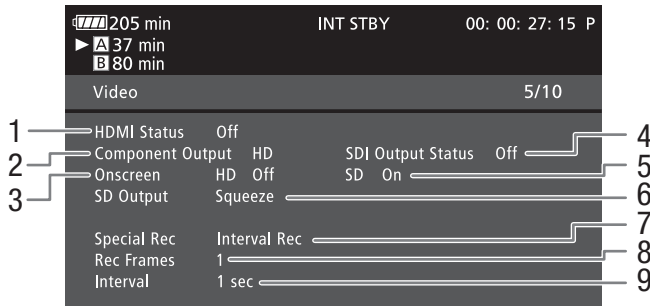 205 min INT STBY 00: 00: 27: 15 P
A 37 min
B 80 min
Video 5/10
1 HDMI Status Off 4
2 Component Output HD SDI Output Status Off 5
3 Onscreen HD Off SD On 6
SD Output Squeeze
7
Special Rec Interval Rec 8
Rec Frames 1 9
Interval 1 sec